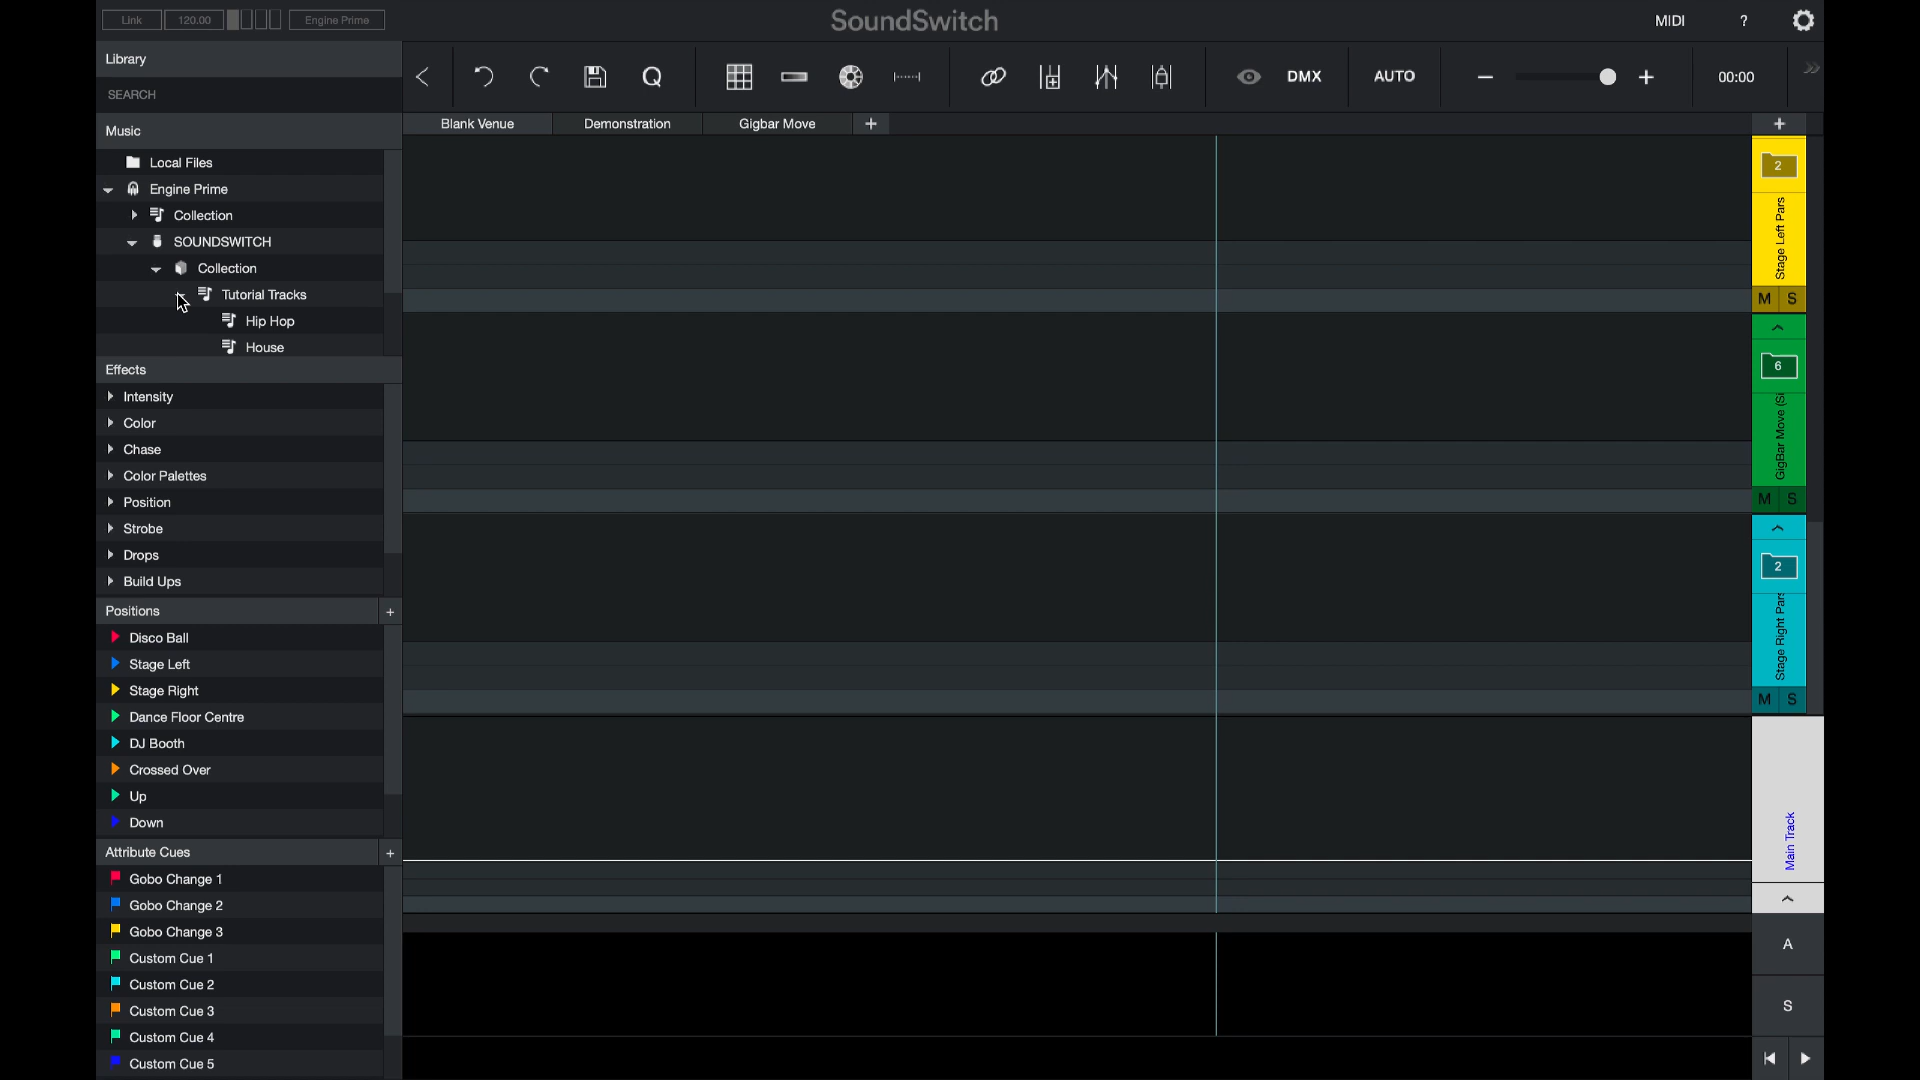 Link 120.00 Engine Prime SoundSwitch MIDI ?
Library
SEARCH
Q DMX AUTO 00:00
Blank Venue Demonstration Gigbar Move + +
Music
Local Files
Engine Prime
Collection
SOUNDSWITCH
Collection
Tutorial Tracks
Hip Hop
House
Effects
Intensity
Color
Chase
Color Palettes
Position
Strobe
Drops
Build Ups
Positions +
Disco Ball
Stage Left
Stage Right
Dance Floor Centre
DJ Booth
Crossed Over
Up
Down
Attribute Cues +
Gobo Change 1
Gobo Change 2
Gobo Change 3
Custom Cue 1
Custom Cue 2
Custom Cue 3
Custom Cue 4
Custom Cue 5
2
Stage Left Pars
M S
6
GigBar Move (Si
M S
2
Stage Right Pars
M S
Main Track
A
S